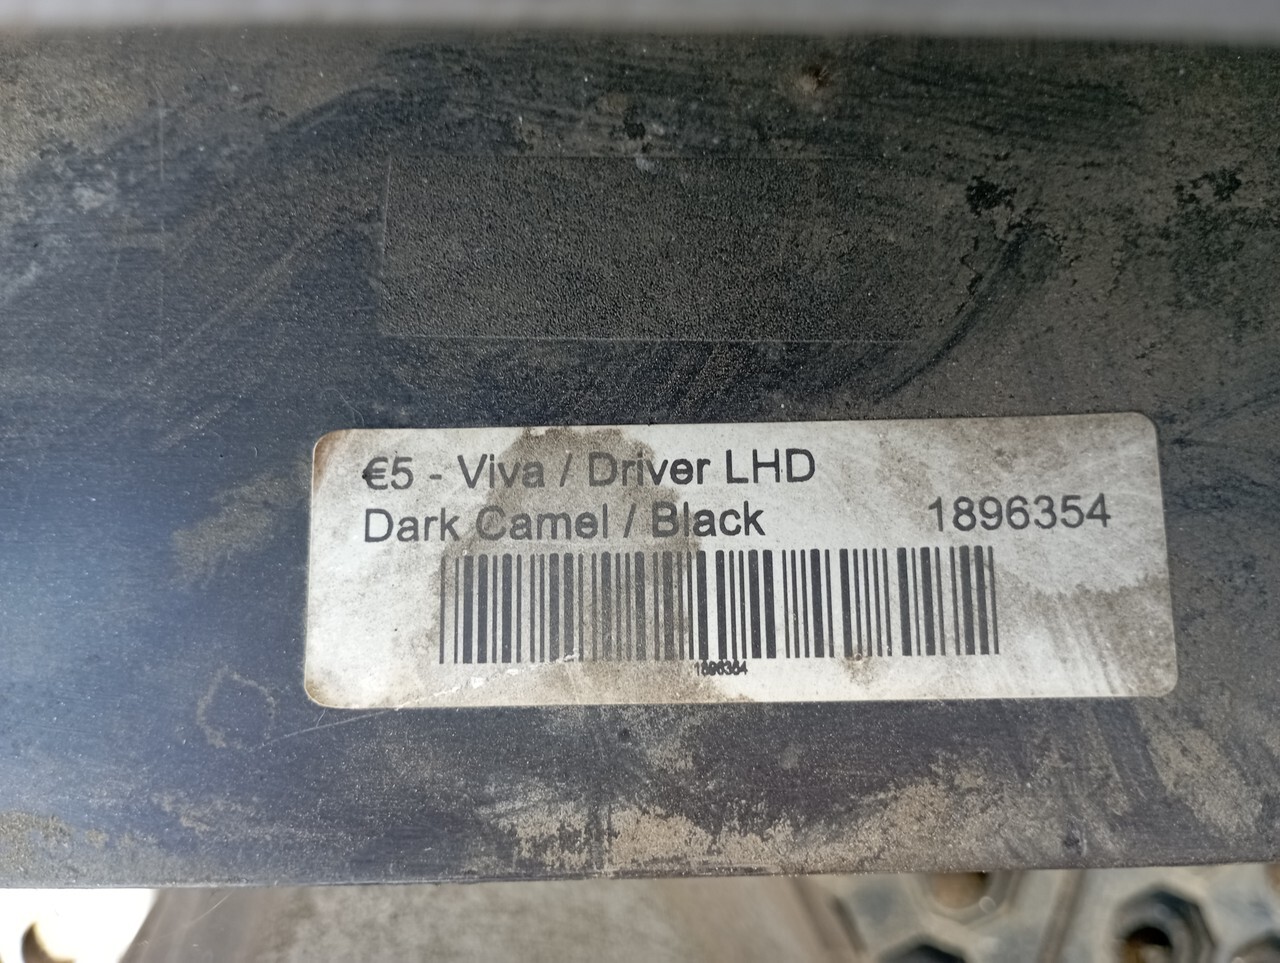 €5 - Viva / Driver LHD
Dark Camel / Black 1896354
1896354